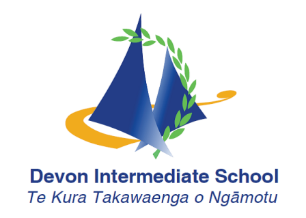 Devon Intermediate School
Te Kura Takawaenga o Ngāmotu